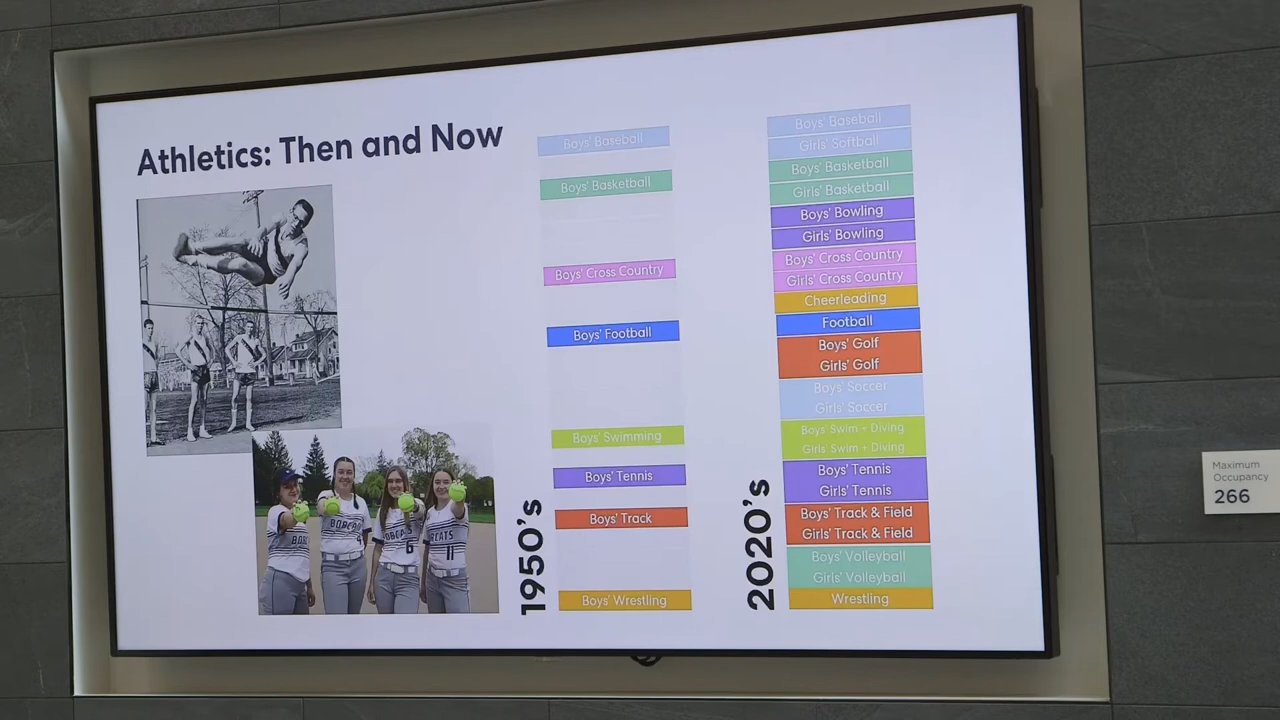 Athletics: Then and Now
1950's
Boys' Baseball
Boys' Basketball
Boys' Cross Country
Boys' Football
Boys' Swimming
Boys' Tennis
Boys' Track
Boys' Wrestling
2020's
Boys' Baseball
Girls' Softball
Boys' Basketball
Girls' Basketball
Boys' Bowling
Girls' Bowling
Boys' Cross Country
Girls' Cross Country
Cheerleading
Football
Boys' Golf
Girls' Golf
Boys' Soccer
Girls' Soccer
Boys' Swim + Diving
Girls' Swim + Diving
Boys' Tennis
Girls' Tennis
Boys' Track & Field
Girls' Track & Field
Boys' Volleyball
Girls' Volleyball
Wrestling
Maximum
Occupancy
266
6
11